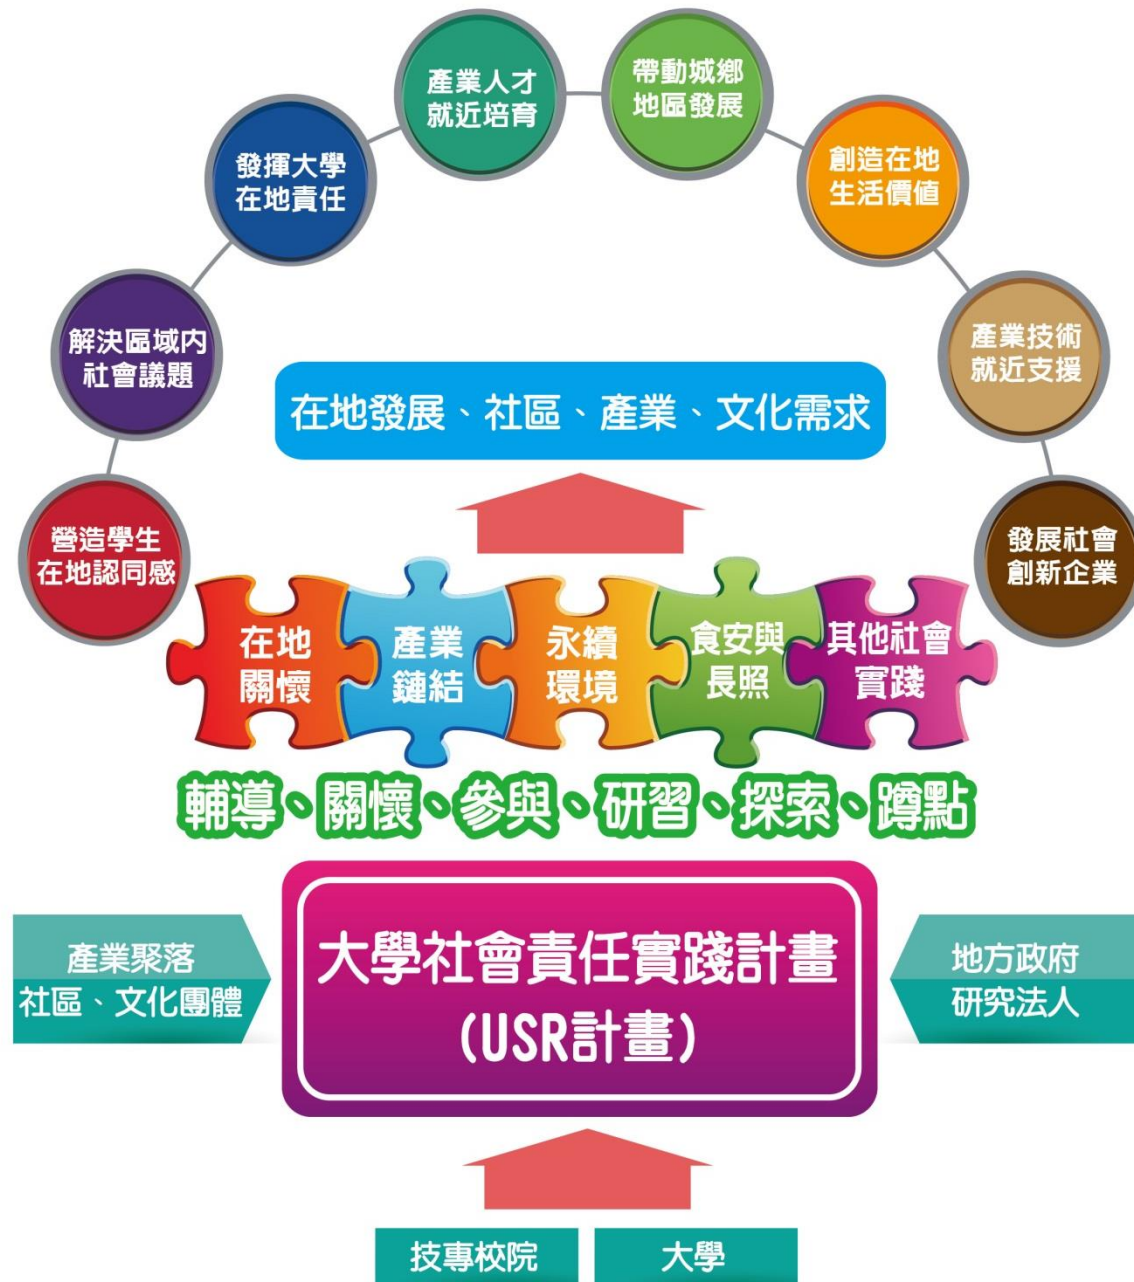 產業人才
就近培育
帶動城鄉
地區發展
發揮大學
在地責任
創造在地
生活價值
解決區域內
社會議題
產業技術
就近支援
在地發展、社區、產業、文化需求
營造學生
在地認同感
發展社會
創新企業
在地
關懷
產業
鏈結
永續
環境
食安與
長照
其他社會
實踐
輔導、關懷、參與、研習、探索、蹲點
產業聚落
社區、文化團體
大學社會責任實踐計畫
(USR計畫)
地方政府
研究法人
技專校院
大學